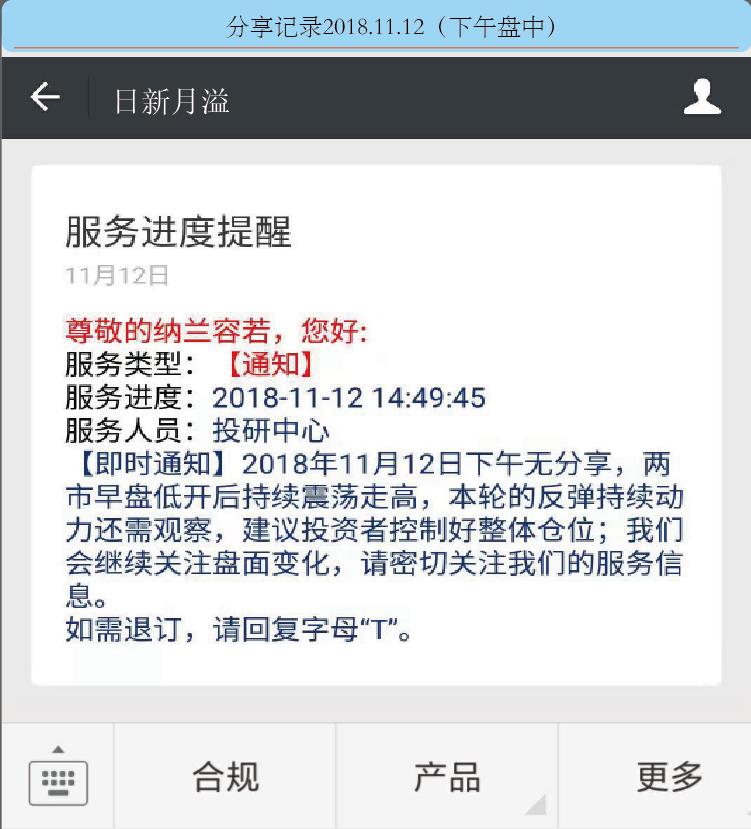 分享记录2018.11.12（下午盘中）
日新月溢
服务进度提醒
11月12日
尊敬的纳兰容若，您好:
服务类型：【通知】
服务进度：2018-11-12 14:49:45
服务人员：投研中心
【即时通知】2018年11月12日下午无分享，两
市早盘低开后持续震荡走高，本轮的反弹持续动
力还需观察，建议投资者控制好整体仓位；我们
会继续关注盘面变化，请密切关注我们的服务信
息。
如需退订，请回复字母“T”。
合规
产品
更多